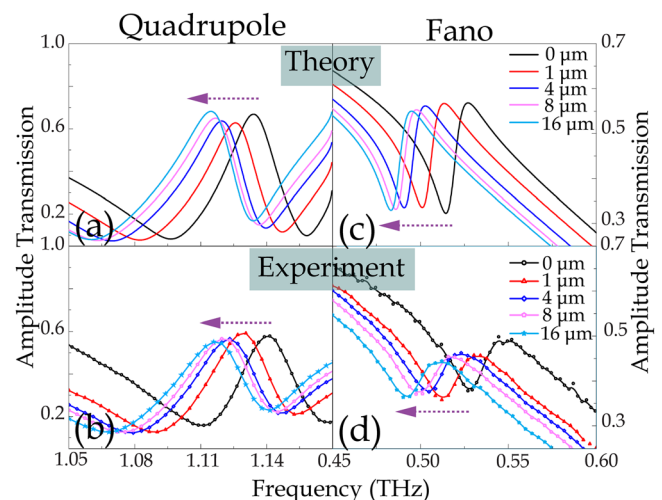 Quadrupole
Fano
1.0
0.7
Theory
0 µm
1 µm
4 µm
8 µm
16 µm
0.6
0.5
0.2
0.3
(a)
(c)
1.0
0.7
Amplitude Transmission
Amplitude Transmission
Experiment
0 µm
1 µm
4 µm
8 µm
16 µm
0.6
0.5
0.2
0.3
(b)
(d)
1.05
1.08
1.11
1.14
0.45
0.50
0.55
0.60
Frequency (THz)